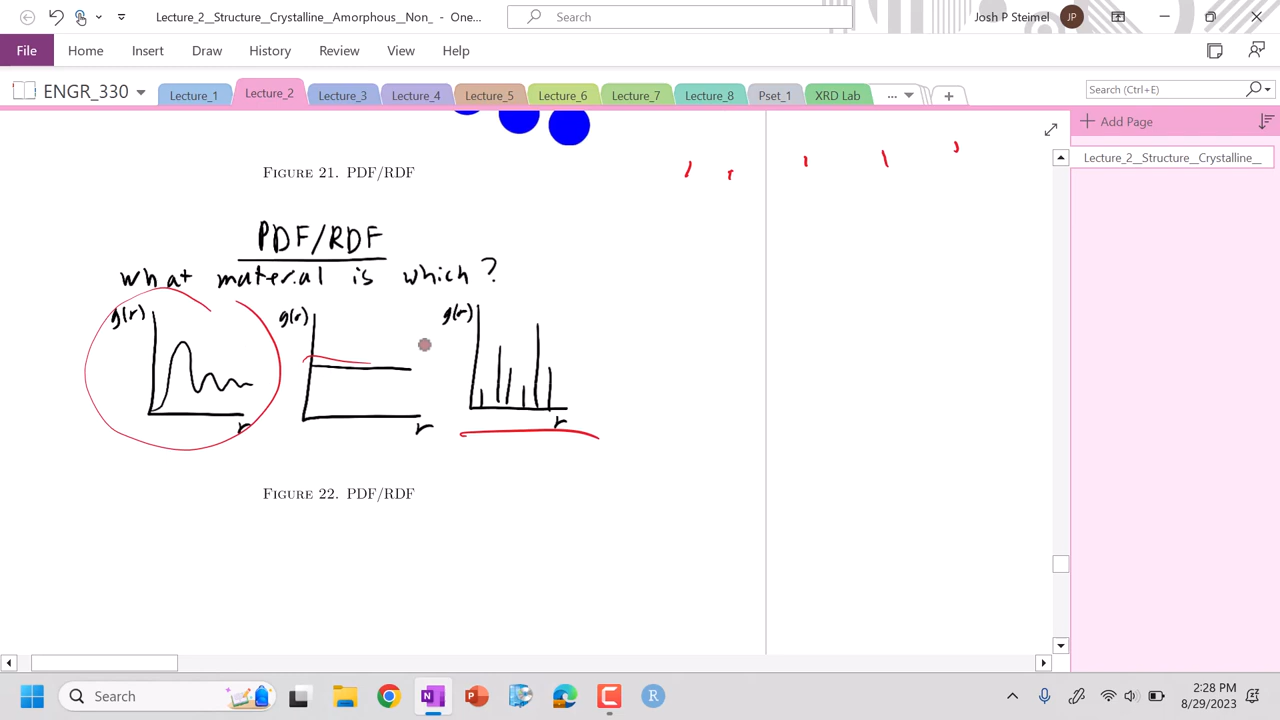 Lecture_2__Structure__Crystalline__Amorphous__Non_ - One...
Search
Josh P Steimel
JP
File
Home
Insert
Draw
History
Review
View
Help
ENGR_330
Lecture_1
Lecture_2
Lecture_3
Lecture_4
Lecture_5
Lecture_6
Lecture_7
Lecture_8
Pset_1
XRD Lab
...
Search (Ctrl+E)
Add Page
Lecture_2__Structure__Crystalline__
FIGURE 21. PDF/RDF
PDF/RDF
what material is which?
g(r)
g(r)
g(r)
r
r
r
FIGURE 22. PDF/RDF
Search
R
2:28 PM
8/29/2023